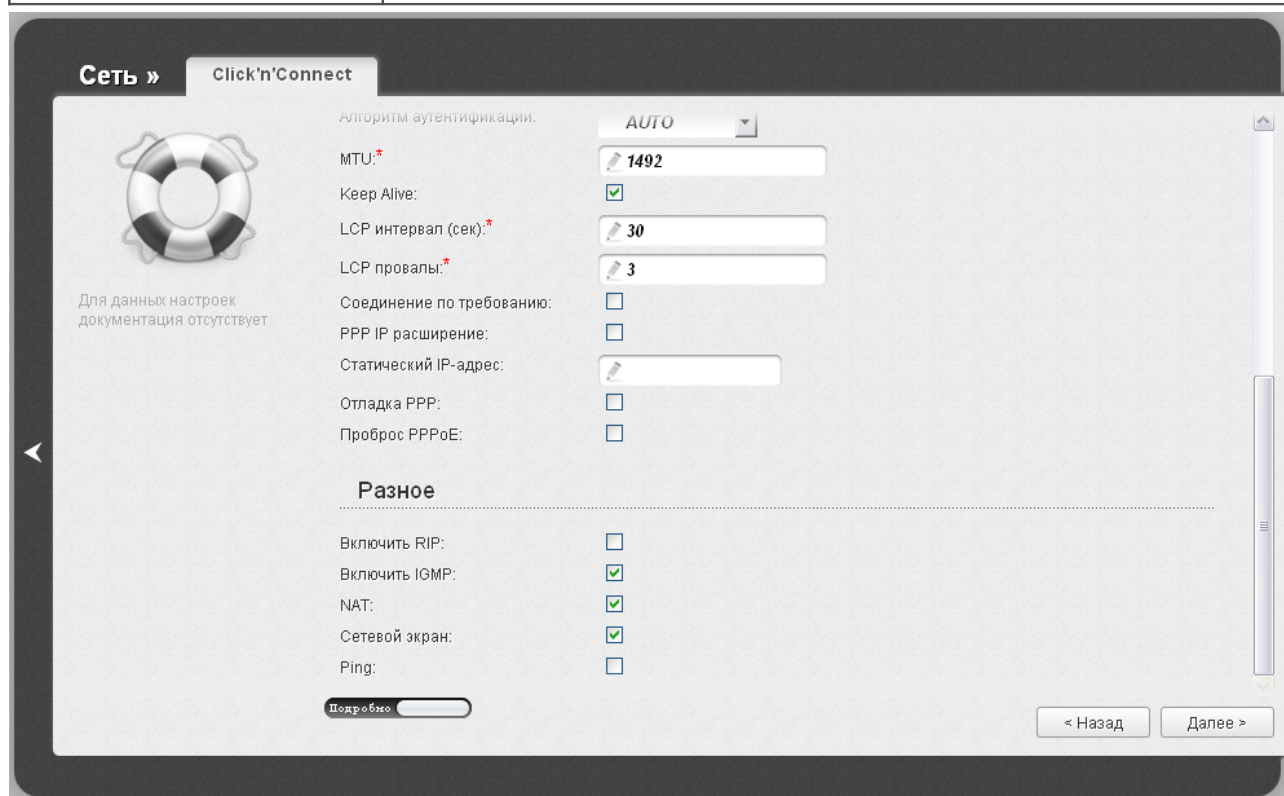 Сеть »
Click'n'Connect
Алгоритм аутентификации: AUTO
MTU:* 1492
Keep Alive:
LCP интервал (сек):* 30
LCP провалы:* 3
Для данных настроек
документация отсутствует
Соединение по требованию:
PPP IP расширение:
Статический IP-адрес:
Отладка PPP:
Проброс PPPoE:
Разное
Включить RIP:
Включить IGMP:
NAT:
Сетевой экран:
Ping:
Подробно
< Назад
Далее >